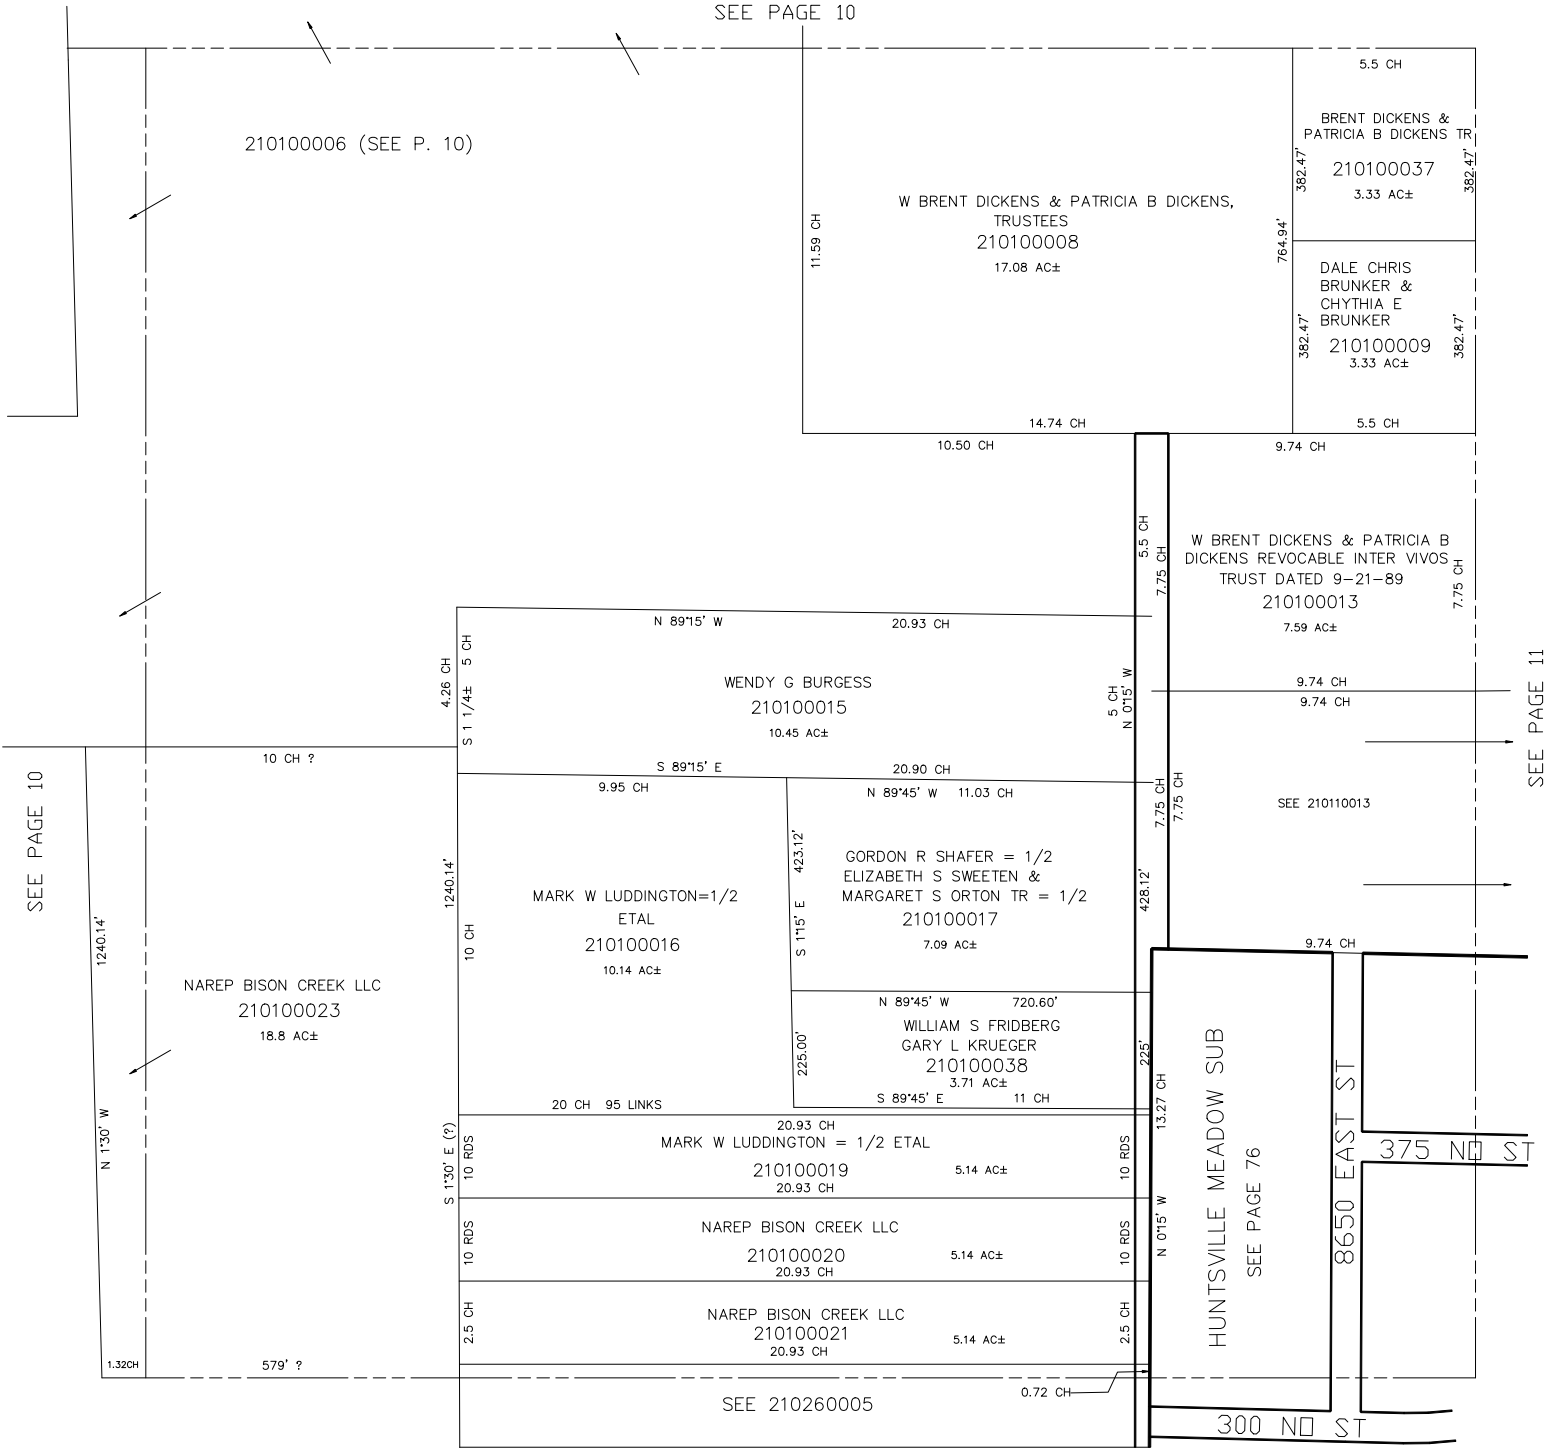 SEE PAGE 10
5.5 CH
BRENT DICKENS &
PATRICIA B DICKENS TR
210100037
3.33 AC±
382.47'
382.47'
210100006 (SEE P. 10)
W BRENT DICKENS & PATRICIA B DICKENS,
TRUSTEES
210100008
17.08 AC±
11.59 CH
764.94'
DALE CHRIS
BRUNKER &
CHYTHIA E
BRUNKER
210100009
3.33 AC±
382.47'
382.47'
14.74 CH
5.5 CH
10.50 CH
9.74 CH
5.5 CH
7.75 CH
W BRENT DICKENS & PATRICIA B
DICKENS REVOCABLE INTER VIVOS
TRUST DATED 9-21-89
210100013
7.59 AC±
7.75 CH
N 89°15' W 20.93 CH
4.26 CH
S 1 1/4± 5 CH
WENDY G BURGESS
210100015
10.45 AC±
5 CH
N 0°15' W
9.74 CH
9.74 CH
SEE PAGE 11
S 89°15' E 20.90 CH
10 CH ?
9.95 CH
N 89°45' W 11.03 CH
7.75 CH
7.75 CH
SEE 210110013
SEE PAGE 10
1240.14'
1240.14'
10 CH
MARK W LUDDINGTON=1/2
ETAL
210100016
10.14 AC±
423.12'
S 1°15' E
GORDON R SHAFER = 1/2
ELIZABETH S SWEETEN &
MARGARET S ORTON TR = 1/2
210100017
7.09 AC±
428.12'
9.74 CH
NAREP BISON CREEK LLC
210100023
18.8 AC±
N 89°45' W 720.60'
WILLIAM S FRIDBERG
GARY L KRUEGER
210100038
3.71 AC±
225.00'
225'
S 89°45' E 11 CH
13.27 CH
N 0°15' W
N 1°30' W
20 CH 95 LINKS
20.93 CH
S 1°30' E (?)
10 RDS
MARK W LUDDINGTON = 1/2 ETAL
210100019 5.14 AC±
20.93 CH
10 RDS
10 RDS
NAREP BISON CREEK LLC
210100020 5.14 AC±
20.93 CH
10 RDS
2.5 CH
NAREP BISON CREEK LLC
210100021 5.14 AC±
20.93 CH
2.5 CH
HUNTSVILLE MEADOW SUB
SEE PAGE 76
8650 EAST ST
375 NO ST
1.32CH
579' ?
0.72 CH
SEE 210260005
300 NO ST